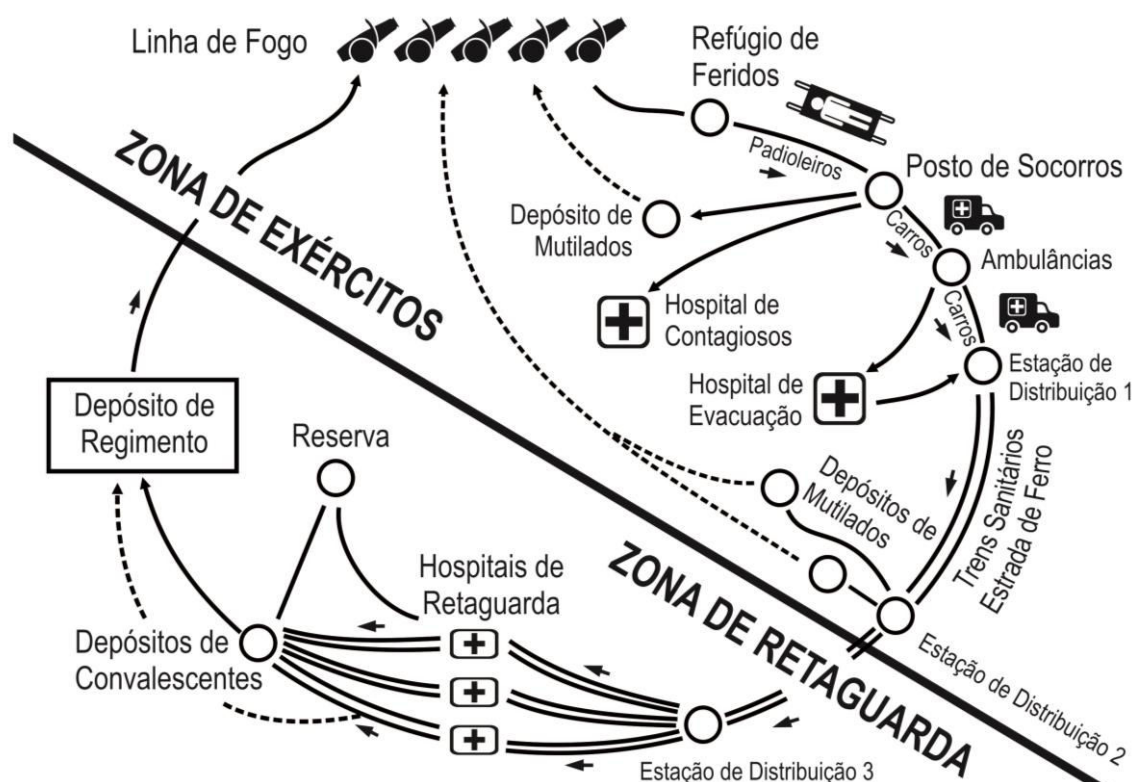 Linha de Fogo
Refúgio de
Feridos
Padioleiros
Posto de Socorros
ZONA DE EXÉRCITOS
Depósito de
Mutilados
Carros
Ambulâncias
Hospital de
Contagiosos
Carros
Estação de
Distribuição 1
Hospital de
Evacuação
Depósito de
Regimento
Reserva
Depósitos de
Mutilados
Trens Sanitários
Estrada de Ferro
Hospitais de
Retaguarda
ZONA DE RETAGUARDA
Depósitos de
Convalescentes
Estação de Distribuição 2
Estação de Distribuição 3